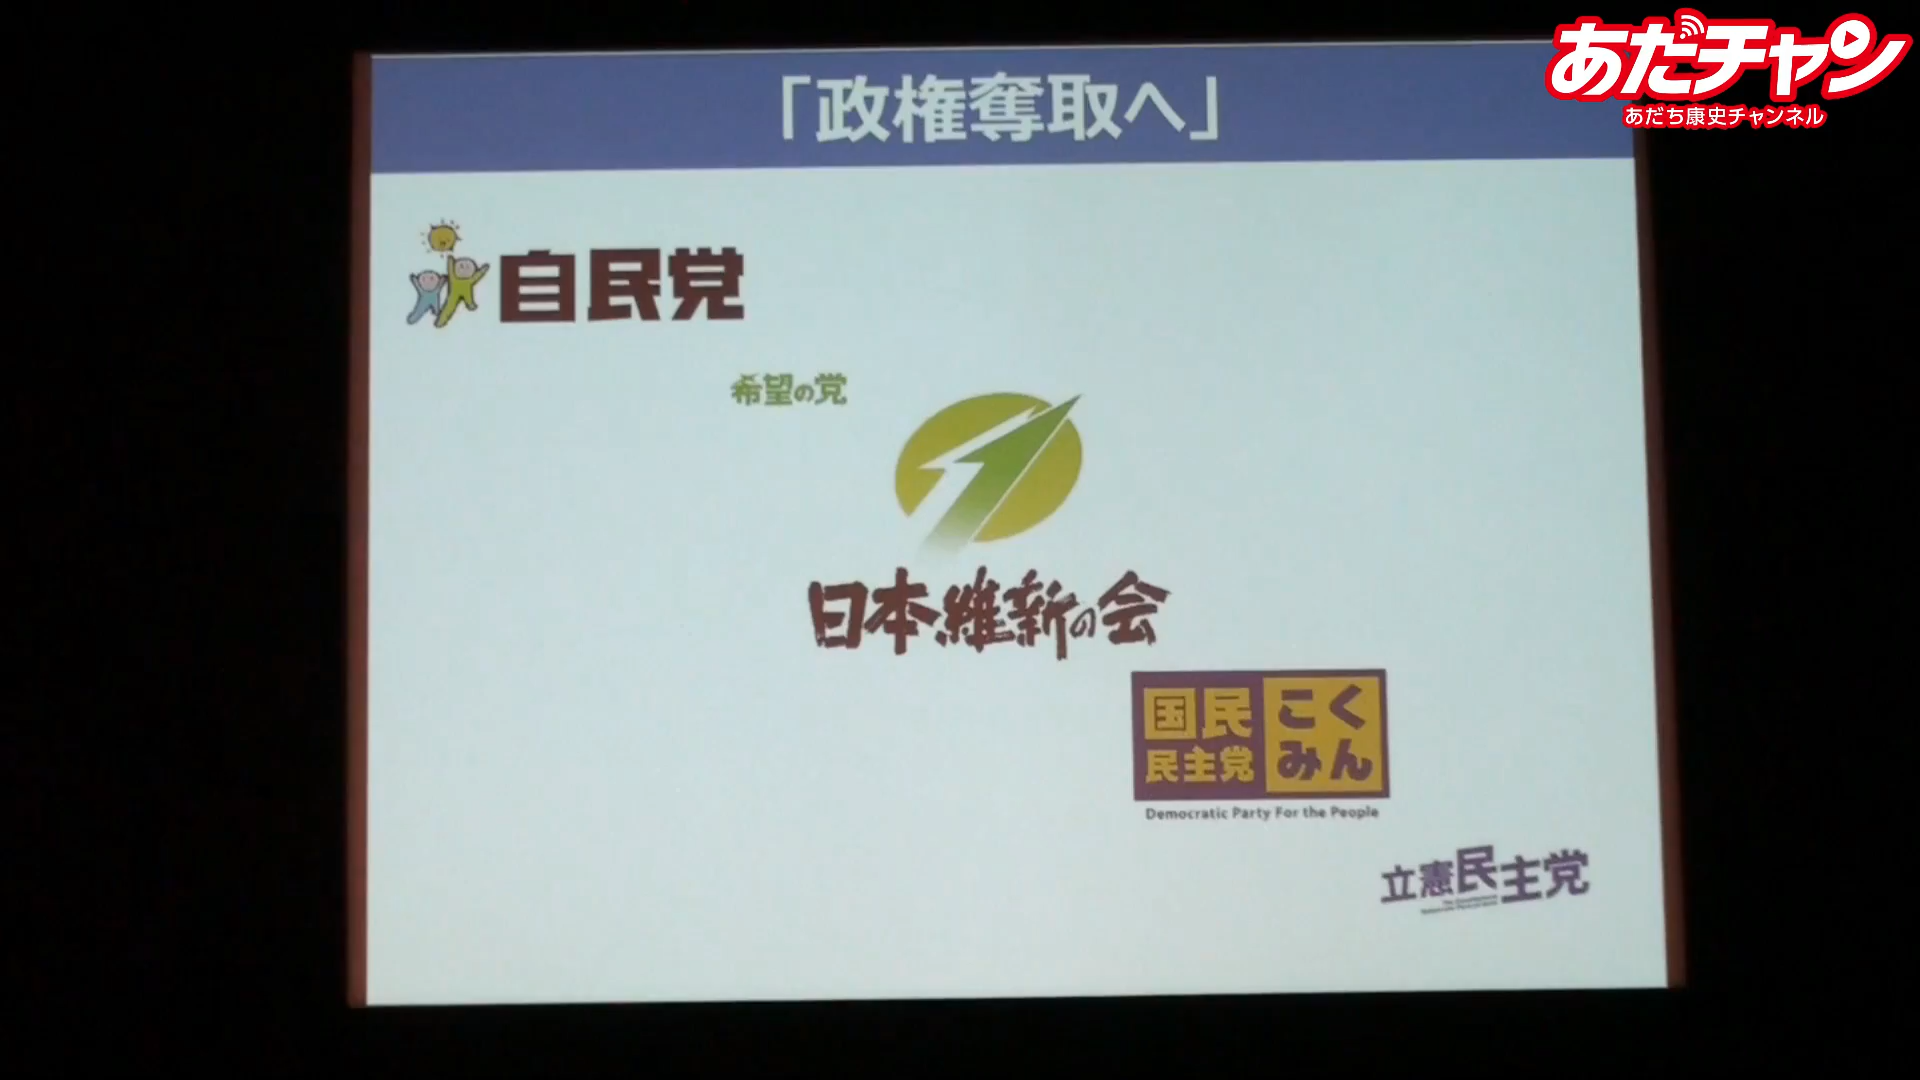 あだチャン
あだち康史チャンネル
「政権奪取へ」
自民党
希望の党
日本維新の会
国民 こく
民主党 みん
Democratic Party For the People
立憲民主党